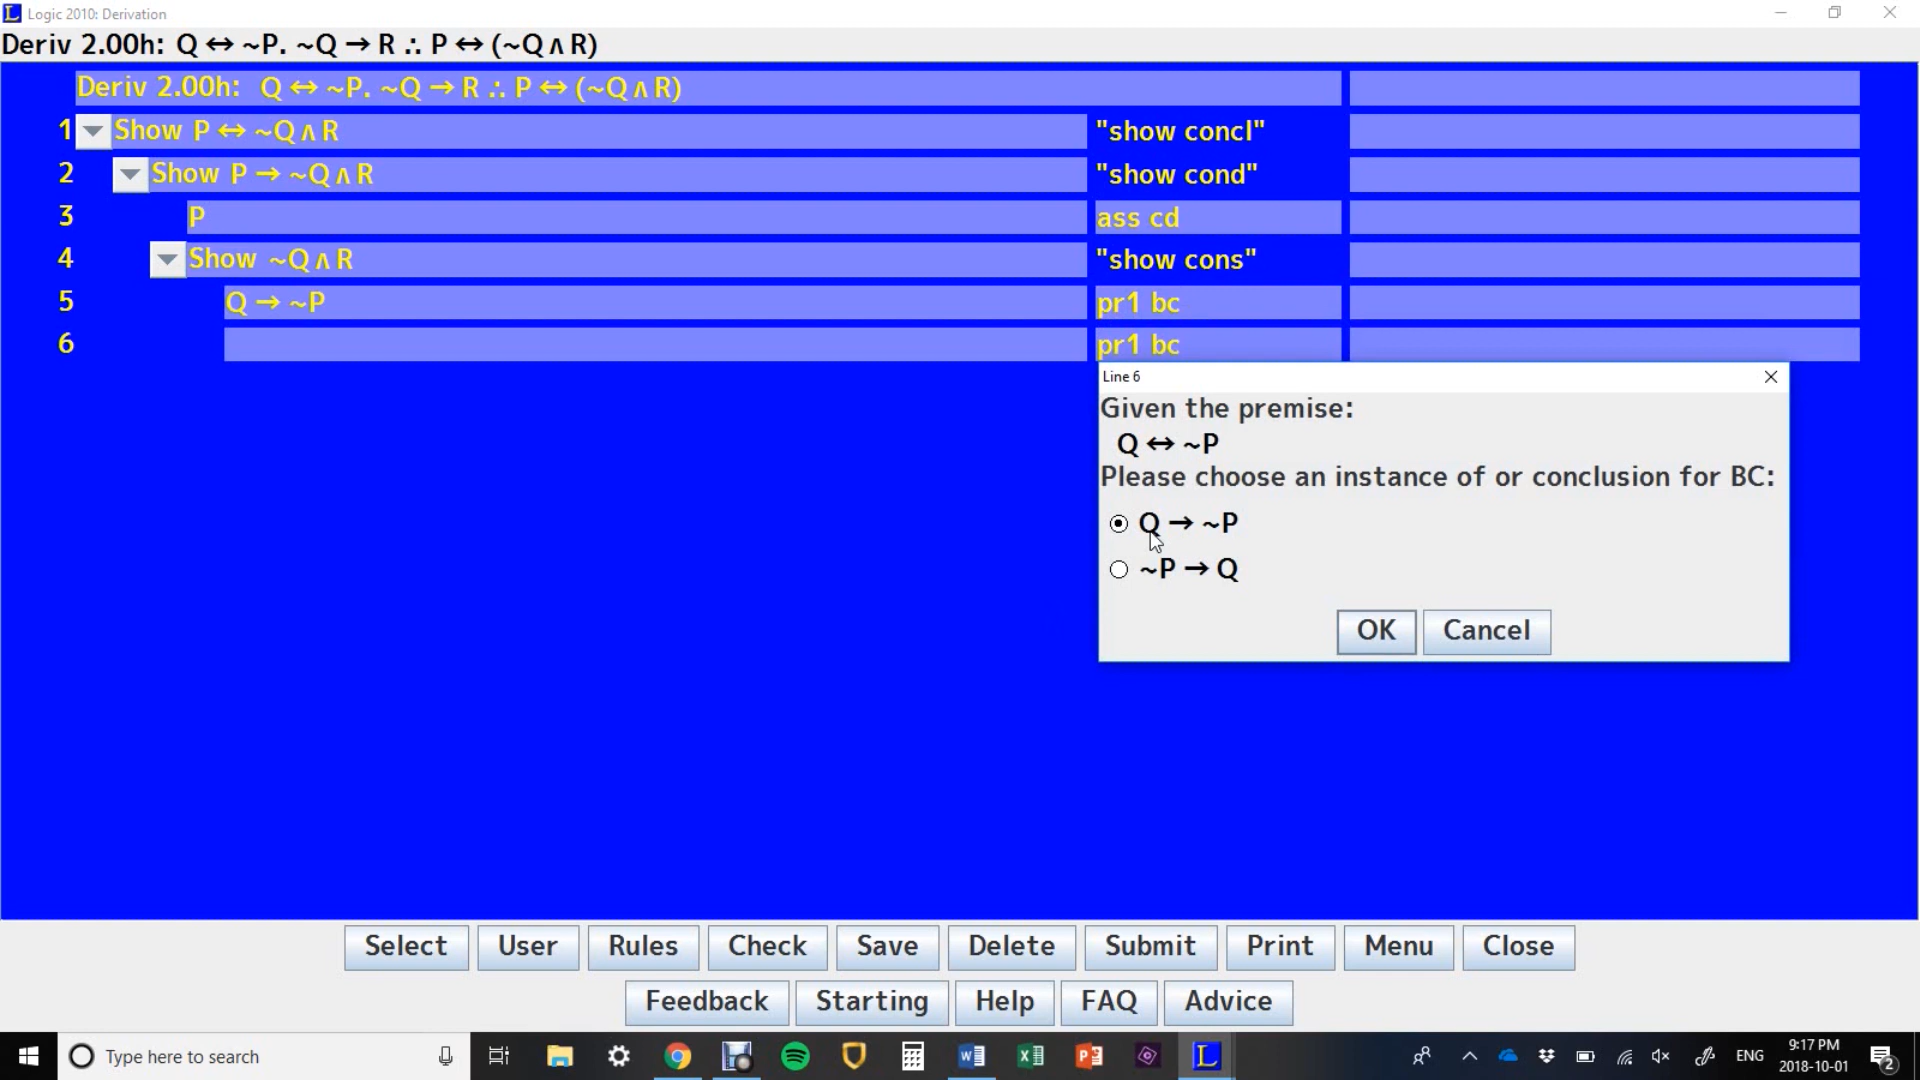 Logic 2010: Derivation
Deriv 2.00h: Q ↔ ~P. ~Q → R ∴ P ↔ (~Q ∧ R)
Deriv 2.00h: Q ↔ ~P. ~Q → R ∴ P ↔ (~Q ∧ R)
1 Show P ↔ ~Q ∧ R "show concl"
2 Show P → ~Q ∧ R "show cond"
3 P ass cd
4 Show ~Q ∧ R "show cons"
5 Q → ~P pr1 bc
6 pr1 bc
Line 6
Given the premise:
Q ↔ ~P
Please choose an instance of or conclusion for BC:
Q → ~P
~P → Q
OK Cancel
Select User Rules Check Save Delete Submit Print Menu Close
Feedback Starting Help FAQ Advice
Type here to search
ENG
9:17 PM
2018-10-01
2